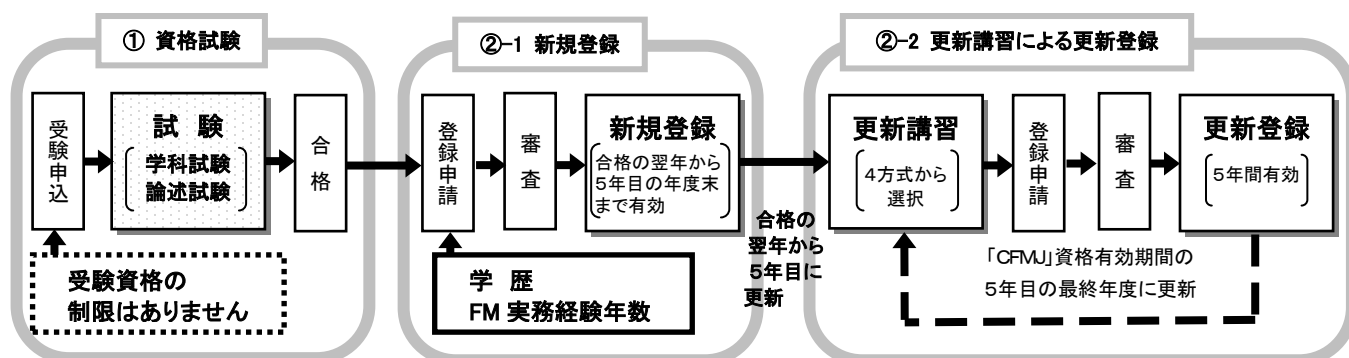 ① 資格試験
受験申込
試 験
学科試験
論述試験
合格
受験資格の
制限はありません
②-1 新規登録
登録申請
審査
新規登録
合格の翌年から
5年目の年度末
まで有効
学 歴
FM 実務経験年数
合格の
翌年から
5年目に
更新
②-2 更新講習による更新登録
更新講習
4方式から
選択
登録申請
審査
更新登録
5年間有効
「CFMJ」資格有効期間の
5年目の最終年度に更新